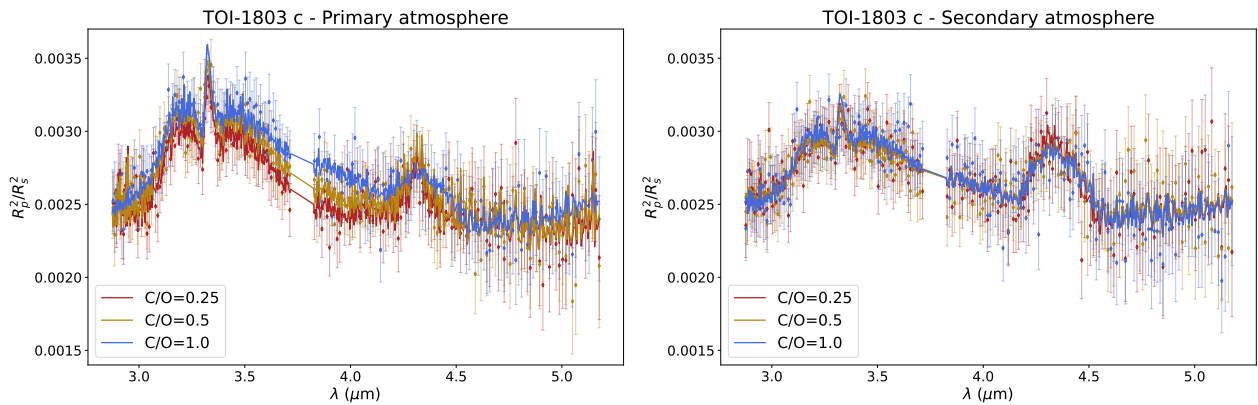 TOI-1803 c - Primary atmosphere
0.0035
0.0030
0.0025
0.0020
0.0015
R_p^2/R_s^2
C/O=0.25
C/O=0.5
C/O=1.0
3.0 3.5 4.0 4.5 5.0
λ (μm)
TOI-1803 c - Secondary atmosphere
0.0035
0.0030
0.0025
0.0020
0.0015
R_p^2/R_s^2
C/O=0.25
C/O=0.5
C/O=1.0
3.0 3.5 4.0 4.5 5.0
λ (μm)